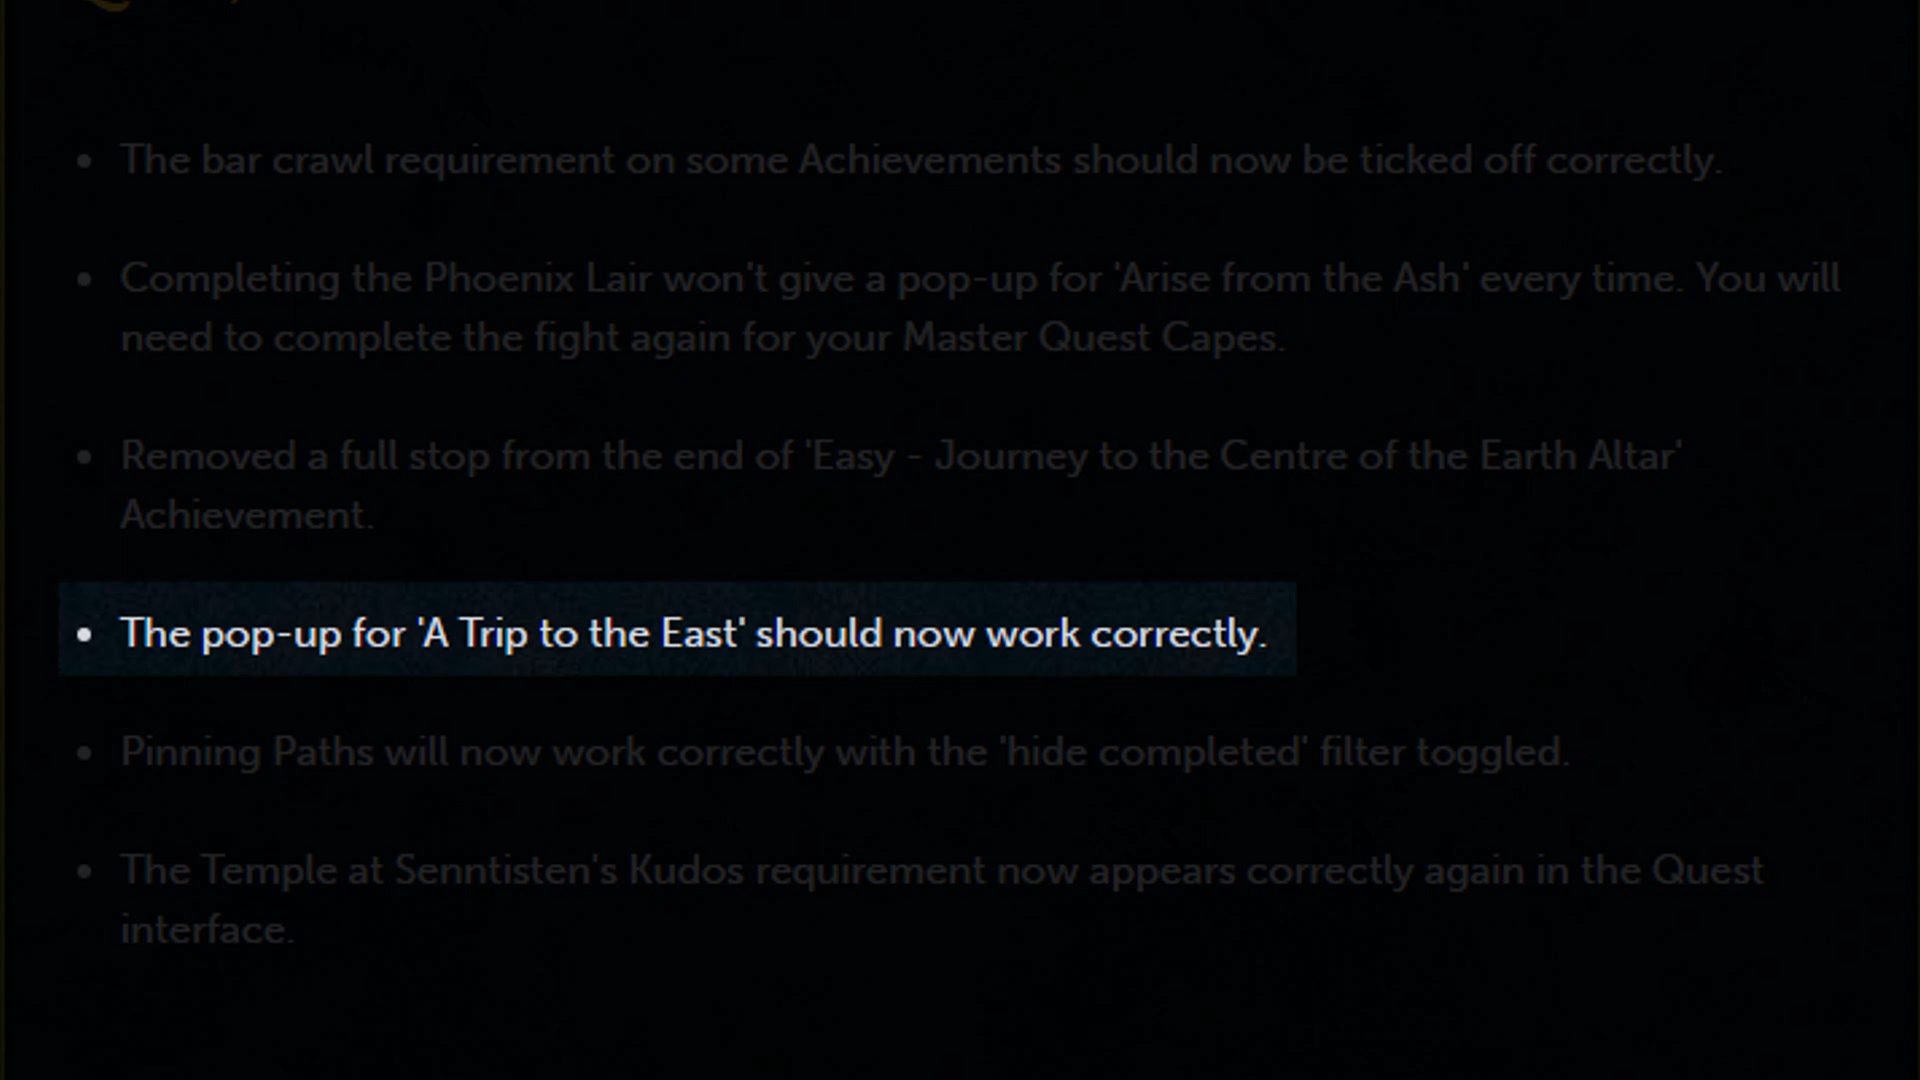 • The bar crawl requirement on some Achievements should now be ticked off correctly.
• Completing the Phoenix Lair won't give a pop-up for 'Arise from the Ash' every time. You will
need to complete the fight again for your Master Quest Capes.
• Removed a full stop from the end of 'Easy - Journey to the Centre of the Earth Altar'
Achievement.
• The pop-up for 'A Trip to the East' should now work correctly.
• Pinning Paths will now work correctly with the 'hide completed' filter toggled.
• The Temple at Senntisten's Kudos requirement now appears correctly again in the Quest
interface.